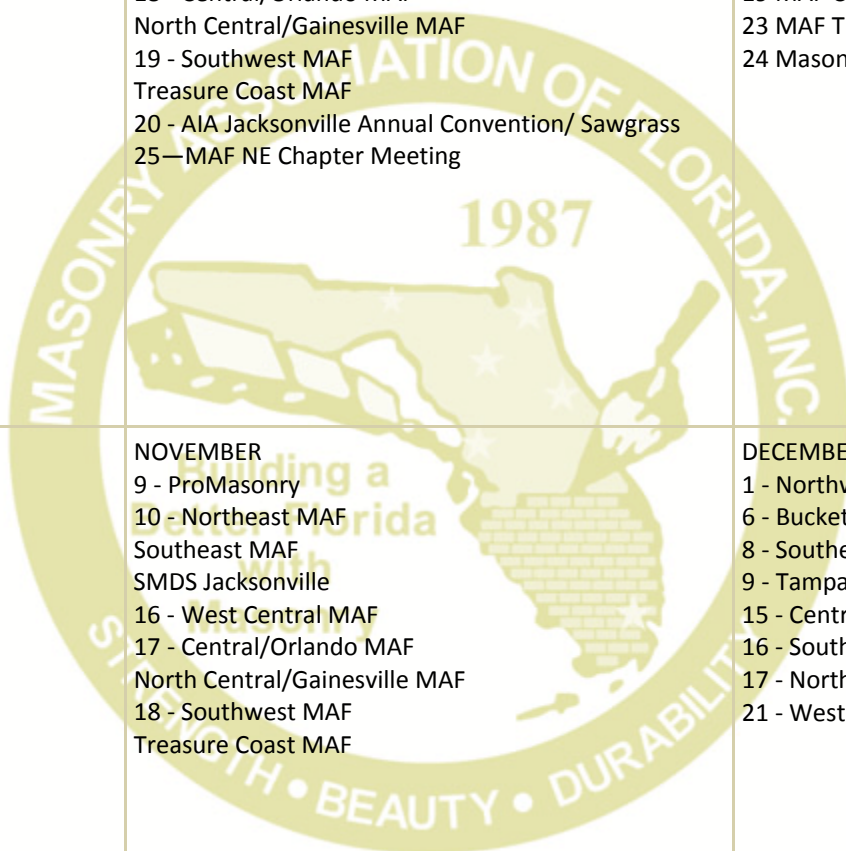 North Central/Gainesville MAF
19 - Southwest MAF
Treasure Coast MAF
20 - AIA Jacksonville Annual Convention/ Sawgrass
25—MAF NE Chapter Meeting
23 MAF
24
NOVEMBER
9 - ProMasonry
10 - Northeast MAF
Southeast MAF
SMDS Jacksonville
16 - West Central MAF
17 - Central/Orlando MAF
North Central/Gainesville MAF
18 - Southwest MAF
Treasure Coast MAF
1 -
6 -
8 -
9 - Tampa
15 -
16 -
17 -
21 - West
MASONRY ASSOCIATION OF FLORIDA, INC.
1987
Building a
Better Florida
with
Masonry
STRENGTH • BEAUTY • DURABILITY